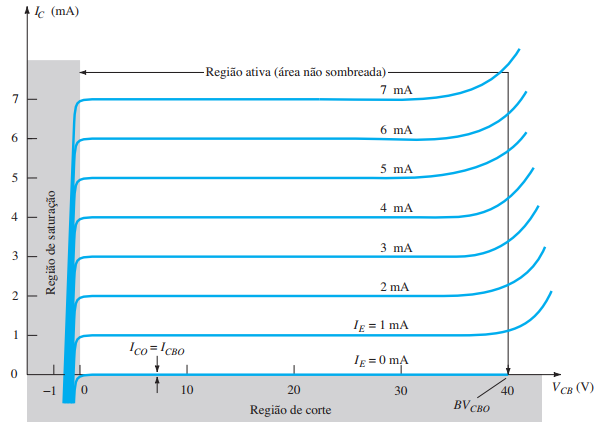 I_C (mA)
Região ativa (área não sombreada)
7 mA
7
6 mA
6
5 mA
5
4 mA
4
3 mA
3
2 mA
2
I_E = 1 mA
1
I_CO = I_CBO
I_E = 0 mA
0
Região de saturação
−1 0 10 20 30 40 V_CB (V)
BV_CBO
Região de corte